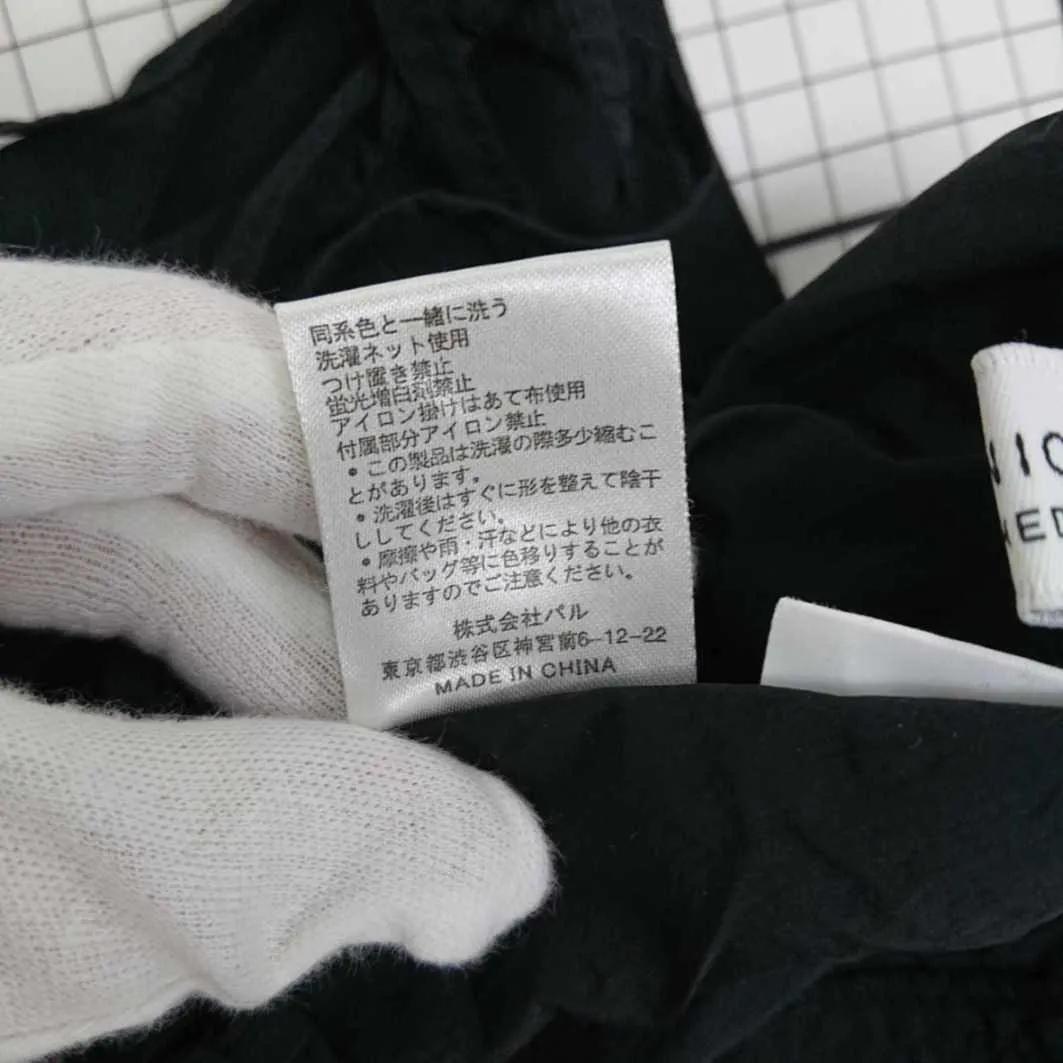 同系色と一緒に洗う
洗濯ネット使用
つけ置き禁止
蛍光増白剤禁止
アイロン掛けはあて布使用
付属部分アイロン禁止
・この製品は洗濯の際多少縮むこ
とがあります。
・洗濯後はすぐに形を整えて陰干
ししてください。
・摩擦や雨・汗などにより他の衣
料やバッグ等に色移りすることが
ありますのでご注意ください。
株式会社パル
東京都渋谷区神宮前6-12-22
MADE IN CHINA